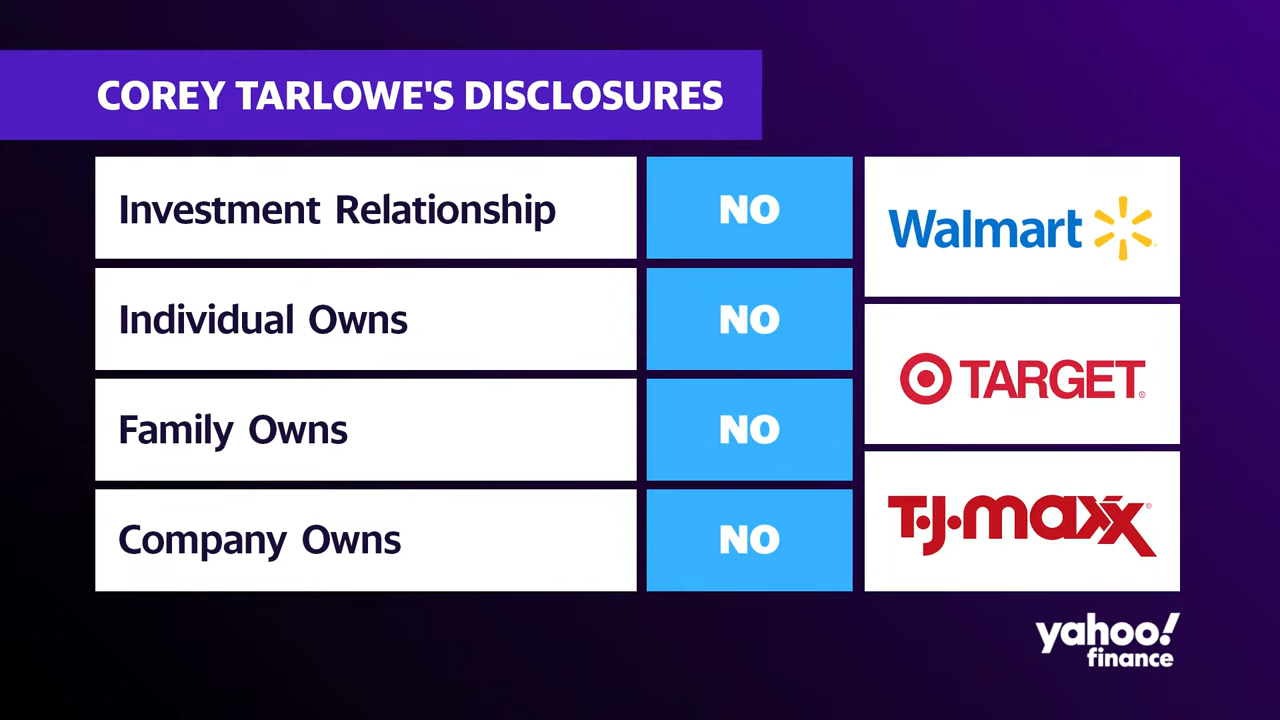 COREY TARLOWE'S DISCLOSURES
Investment Relationship NO
Individual Owns NO
Family Owns NO
Company Owns NO
Walmart
TARGET
T·J·maxx
yahoo!
finance